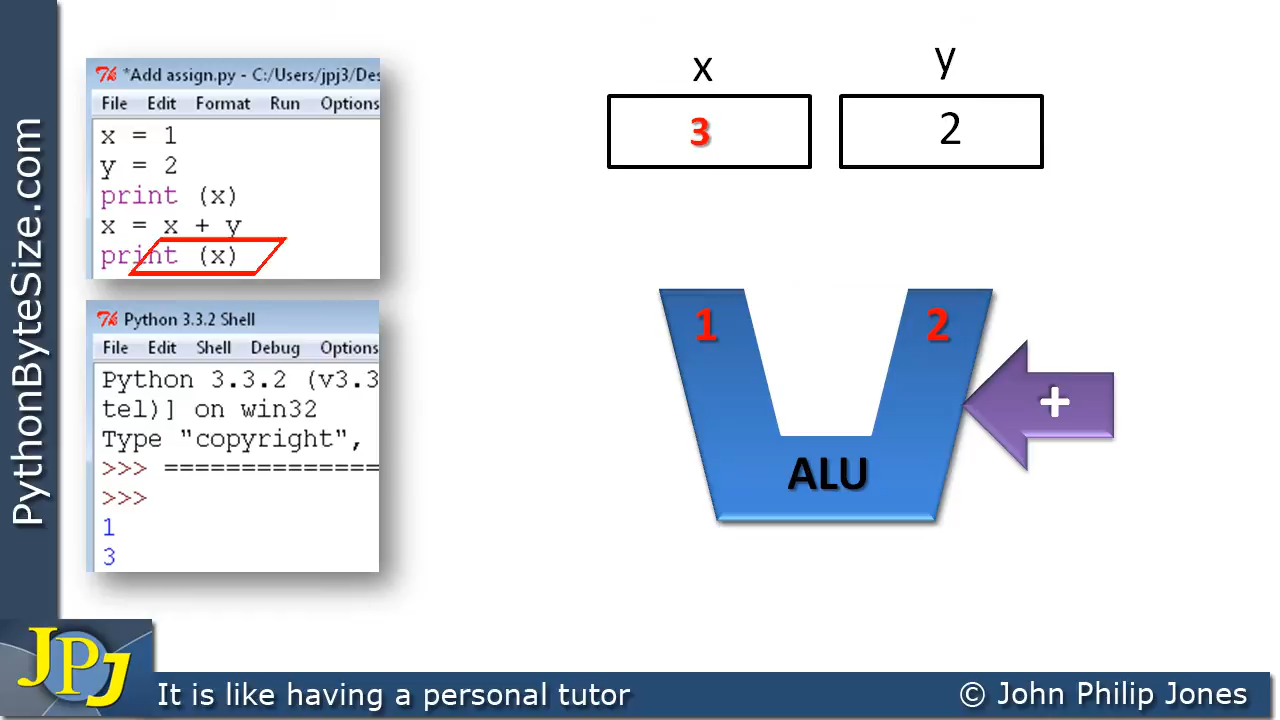 PythonByteSize.com
*Add assign.py - C:/Users/jpj3/Des
File Edit Format Run Options
x = 1
y = 2
print (x)
x = x + y
print (x)
Python 3.3.2 Shell
File Edit Shell Debug Options
Python 3.3.2 (v3.3
tel)] on win32
Type "copyright",
>>> ===============
>>>
1
3
x y
3 2
1 2
+
ALU
JPJ
It is like having a personal tutor
© John Philip Jones